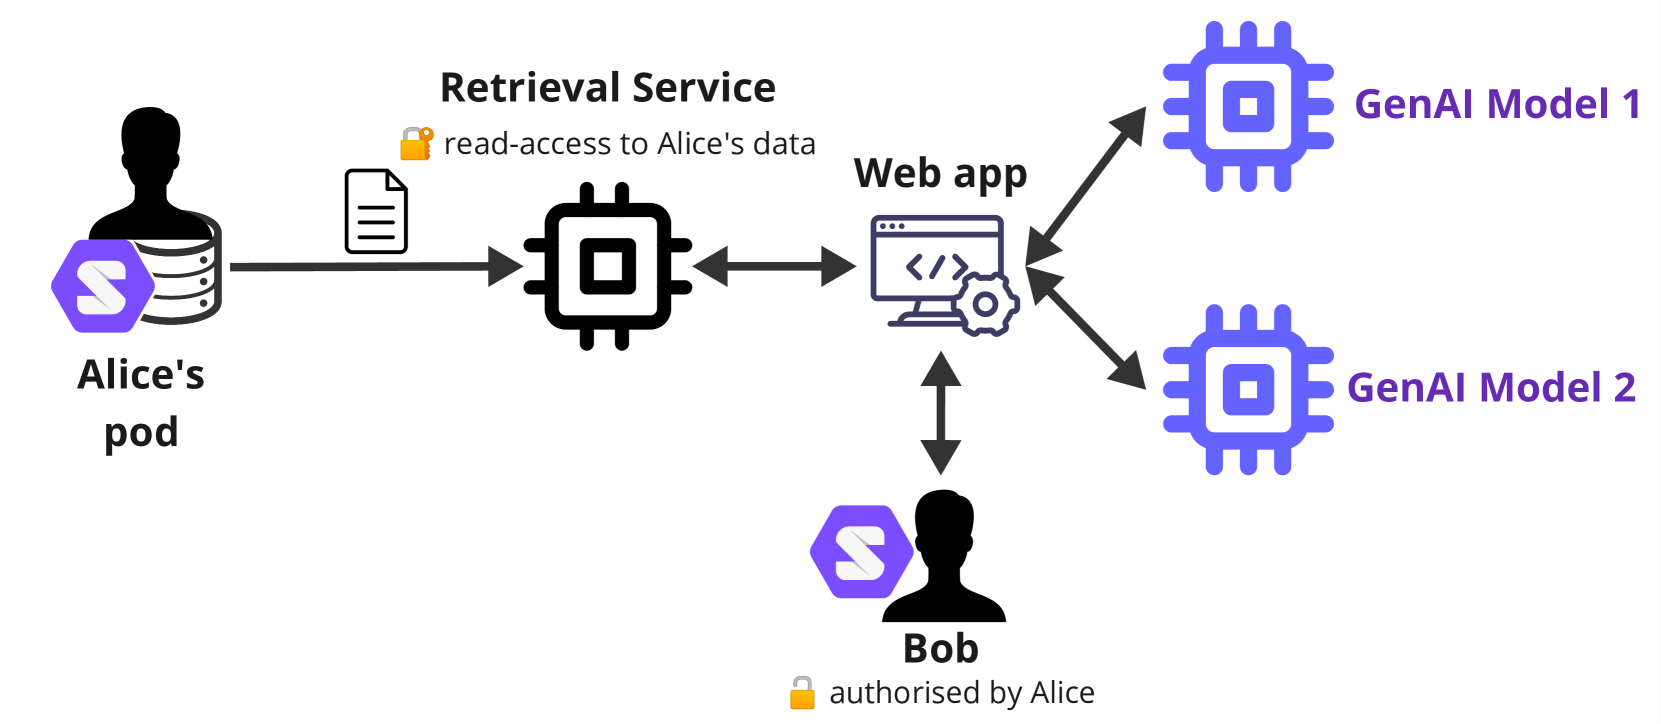 Retrieval Service
read-access to Alice's data
Alice's
pod
Web app
GenAI Model 1
GenAI Model 2
Bob
authorised by Alice